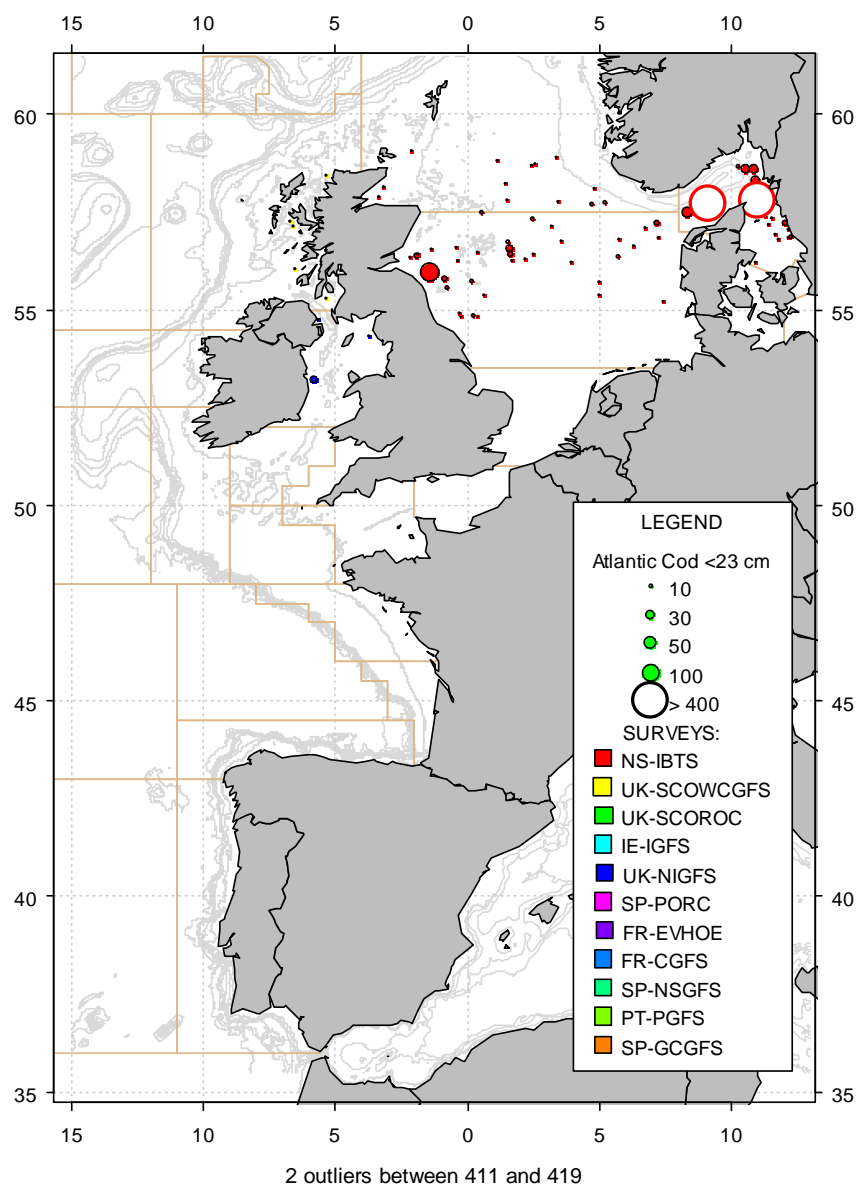 15 10 5 0 5 10
60 60
55 55
50 50
LEGEND
Atlantic Cod <23 cm
10
30
50
100
> 400
45 45
SURVEYS:
NS-IBTS
UK-SCOWCGFS
UK-SCOROC
IE-IGFS
UK-NIGFS
40 40
SP-PORC
FR-EVHOE
FR-CGFS
SP-NSGFS
PT-PGFS
SP-GCGFS
35 35
15 10 5 0 5 10
2 outliers between 411 and 419